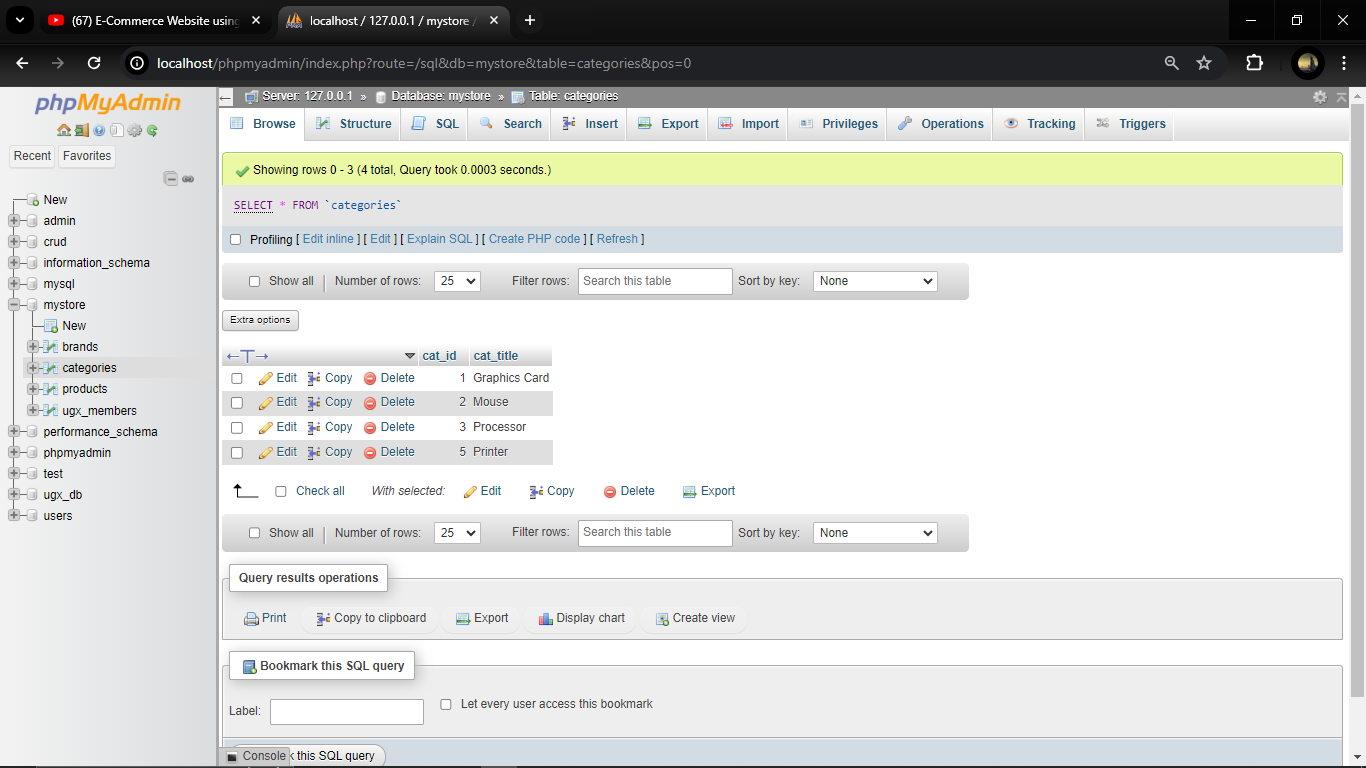 (67) E-Commerce Website using
localhost / 127.0.0.1 / mystore /
localhost/phpmyadmin/index.php?route=/sql&db=mystore&table=categories&pos=0
phpMyAdmin
Recent Favorites
New
admin
crud
information_schema
mysql
mystore
New
brands
categories
products
ugx_members
performance_schema
phpmyadmin
test
ugx_db
users
Server: 127.0.0.1 » Database: mystore » Table: categories
Browse Structure SQL Search Insert Export Import Privileges Operations Tracking Triggers
Showing rows 0 - 3 (4 total, Query took 0.0003 seconds.)
SELECT * FROM `categories`
Profiling [ Edit inline ] [ Edit ] [ Explain SQL ] [ Create PHP code ] [ Refresh ]
Show all | Number of rows: 25 Filter rows: Search this table Sort by key: None
Extra options
←T→ cat_id cat_title
Edit Copy Delete 1 Graphics Card
Edit Copy Delete 2 Mouse
Edit Copy Delete 3 Processor
Edit Copy Delete 5 Printer
Check all With selected: Edit Copy Delete Export
Show all | Number of rows: 25 Filter rows: Search this table Sort by key: None
Query results operations
Print Copy to clipboard Export Display chart Create view
Bookmark this SQL query
Label: Let every user access this bookmark
Console k this SQL query